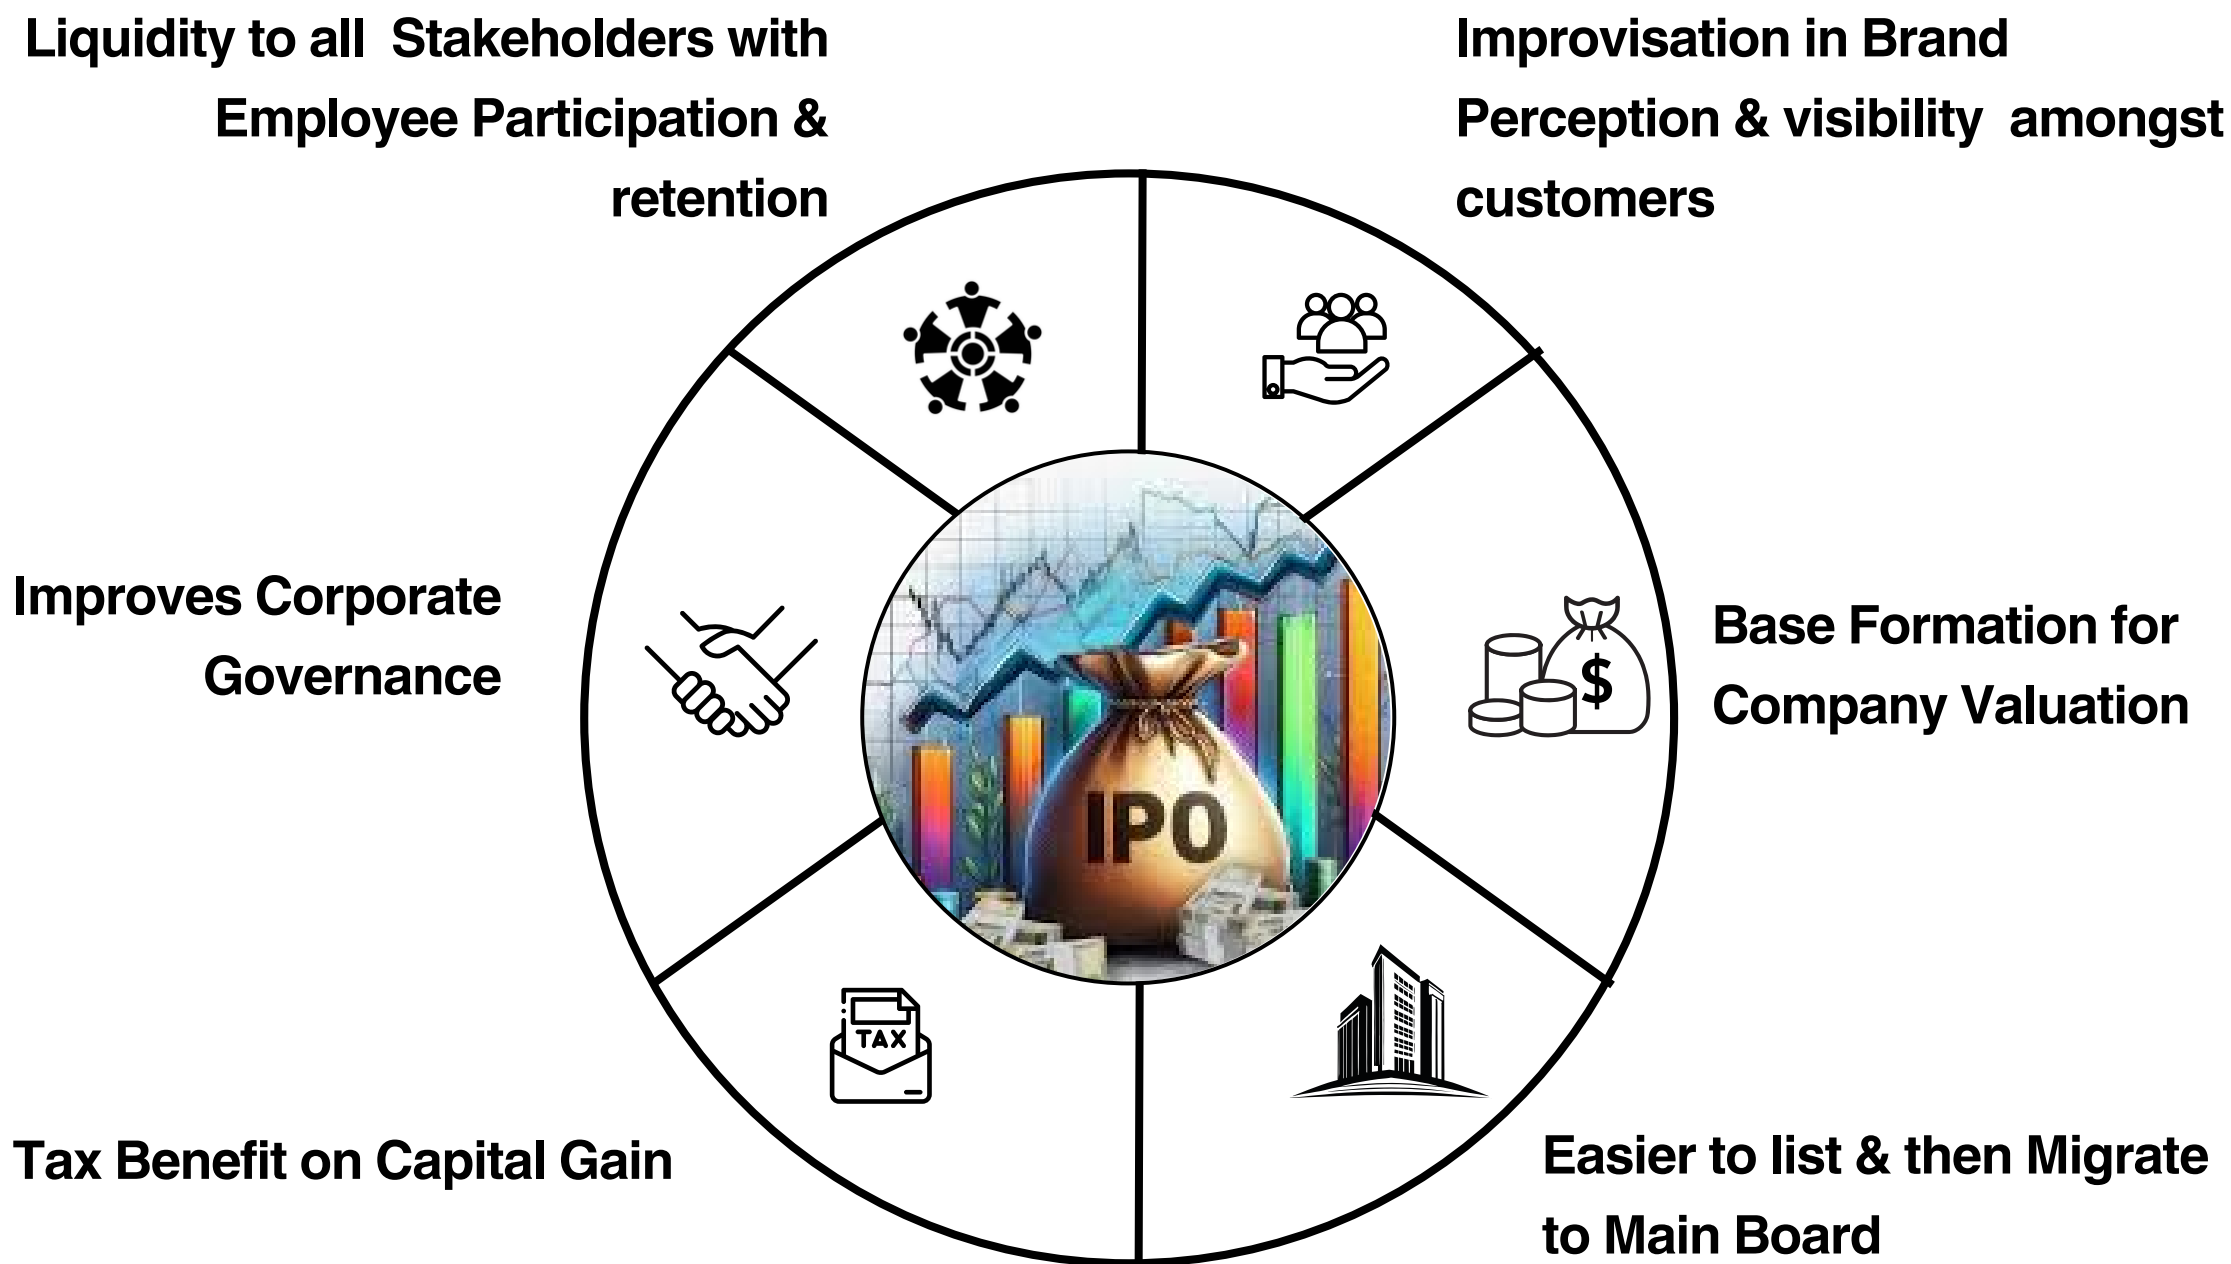 Liquidity to all  Stakeholders with
Employee Participation &
retention
Improvisation in Brand
Perception & visibility  amongst
customers
Improves Corporate
Governance
$
Base Formation for
Company Valuation
IPO
TAX
Tax Benefit on Capital Gain
Easier to list & then Migrate
to Main Board